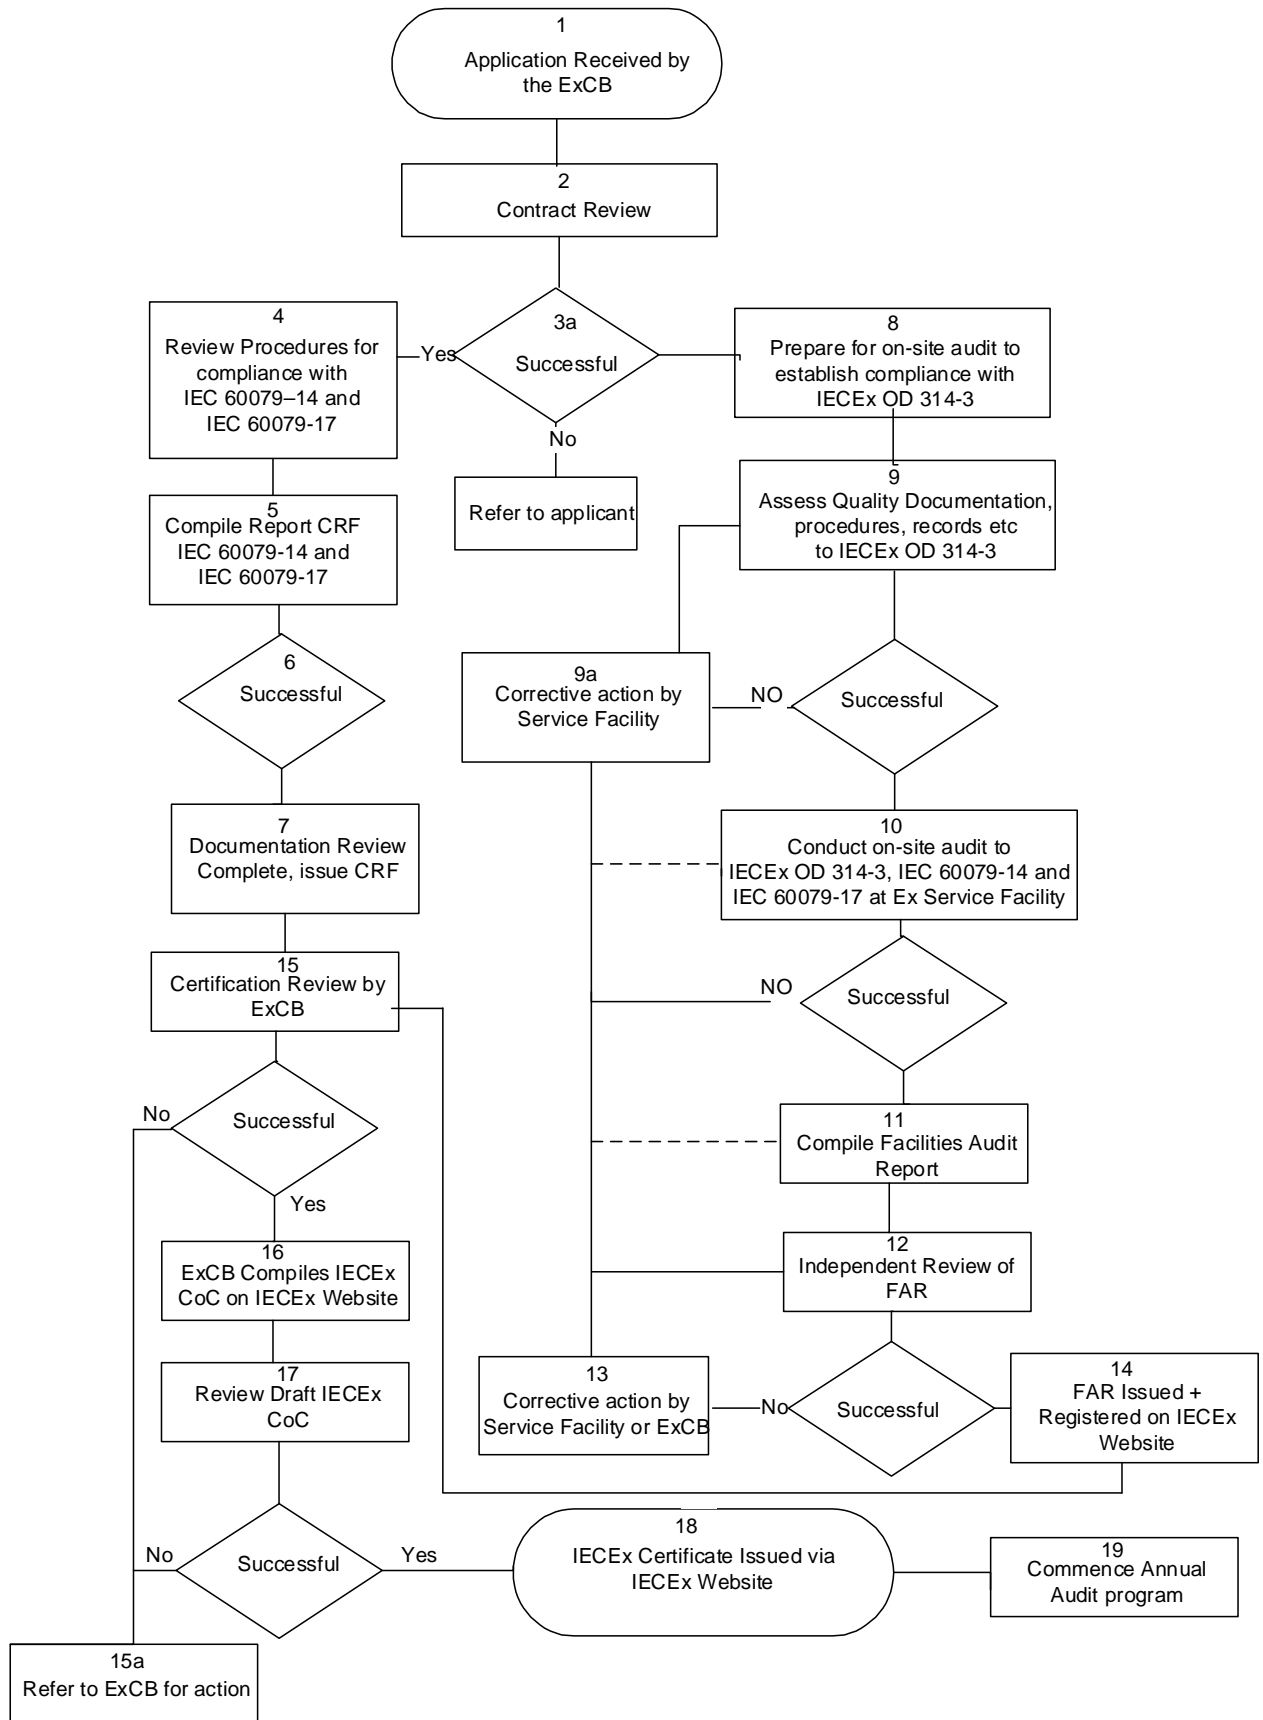 1
Application Received by
the ExCB
2
Contract Review
3a
Successful
Yes
No
Refer to applicant
4
Review Procedures for
compliance with
IEC 60079–14 and
IEC 60079-17
5
Compile Report CRF
IEC 60079-14 and
IEC 60079-17
6
Successful
7
Documentation Review
Complete, issue CRF
8
Prepare for on-site audit to
establish compliance with
IECEx OD 314-3
9
Assess Quality Documentation,
procedures, records etc
to IECEx OD 314-3
Successful
NO
9a
Corrective action by
Service Facility
10
Conduct on-site audit to
IECEx OD 314-3, IEC 60079-14 and
IEC 60079-17 at Ex Service Facility
Successful
NO
11
Compile Facilities Audit
Report
12
Independent Review of
FAR
Successful
No
13
Corrective action by
Service Facility or ExCB
14
FAR Issued +
Registered on IECEx
Website
15
Certification Review by
ExCB
Successful
No
Yes
16
ExCB Compiles IECEx
CoC on IECEx Website
17
Review Draft IECEx
CoC
Successful
No
Yes
15a
Refer to ExCB for action
18
IECEx Certificate Issued via
IECEx Website
19
Commence Annual
Audit program